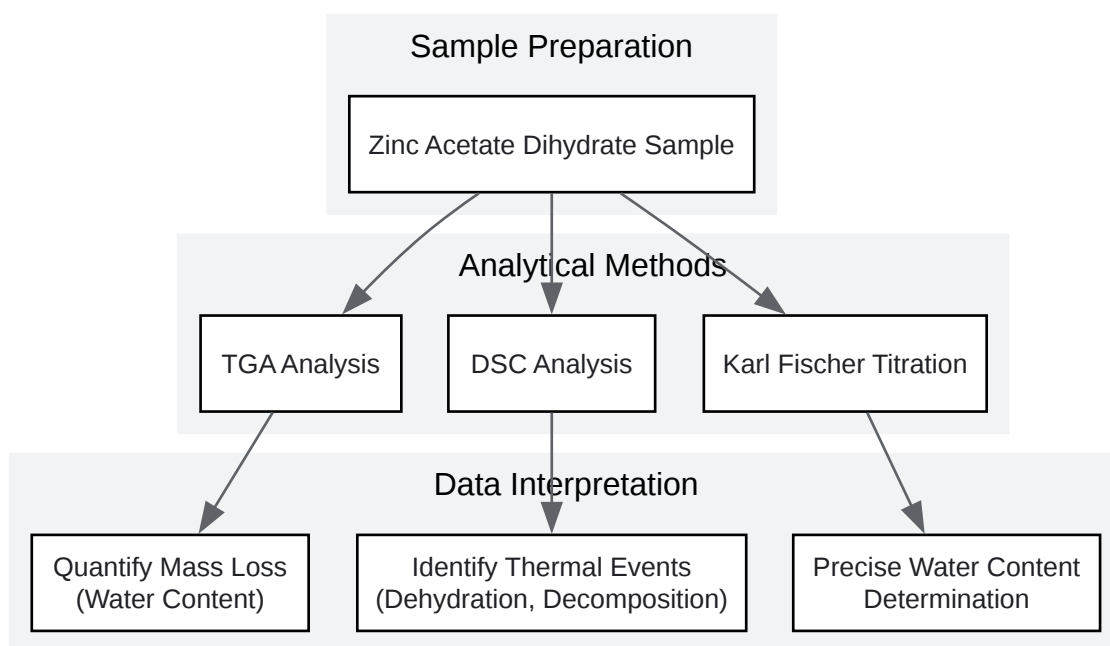 Sample Preparation
Zinc Acetate Dihydrate Sample
Analytical Methods
TGA Analysis
DSC Analysis
Karl Fischer Titration
Data Interpretation
Quantify Mass Loss
(Water Content)
Identify Thermal Events
(Dehydration, Decomposition)
Precise Water Content
Determination